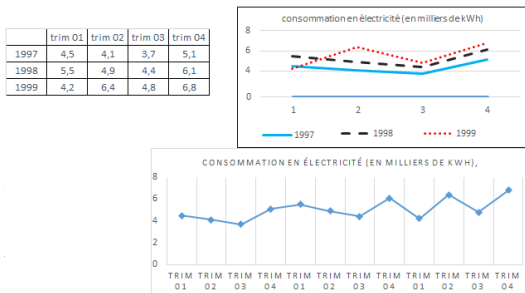 trim 01 trim 02 trim 03 trim 04
1997 4,5 4,1 3,7 5,1
1998 5,5 4,9 4,4 6,1
1999 4,2 6,4 4,8 6,8
consommation en électricité (en milliers de kWh)
8
6
4
0
1 2 3 4
1997 1998 1999
CONSOMMATION EN ÉLECTRICITÉ (EN MILLIERS DE KWH),
8
6
4
2
0
TRIM TRIM TRIM TRIM TRIM TRIM TRIM TRIM TRIM TRIM TRIM TRIM
01 02 03 04 01 02 03 04 01 02 03 04